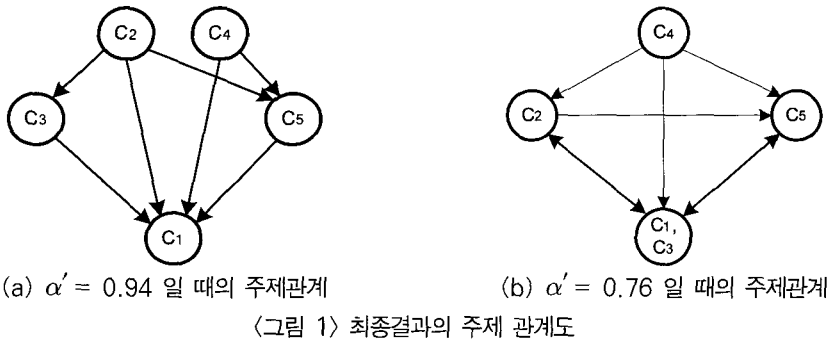 C2
C4
C3
C5
C1
C4
C2
C5
C1,
C3
(a) α′ = 0.94 일 때의 주제관계
(b) α′ = 0.76 일 때의 주제관계
〈그림 1〉 최종결과의 주제 관계도